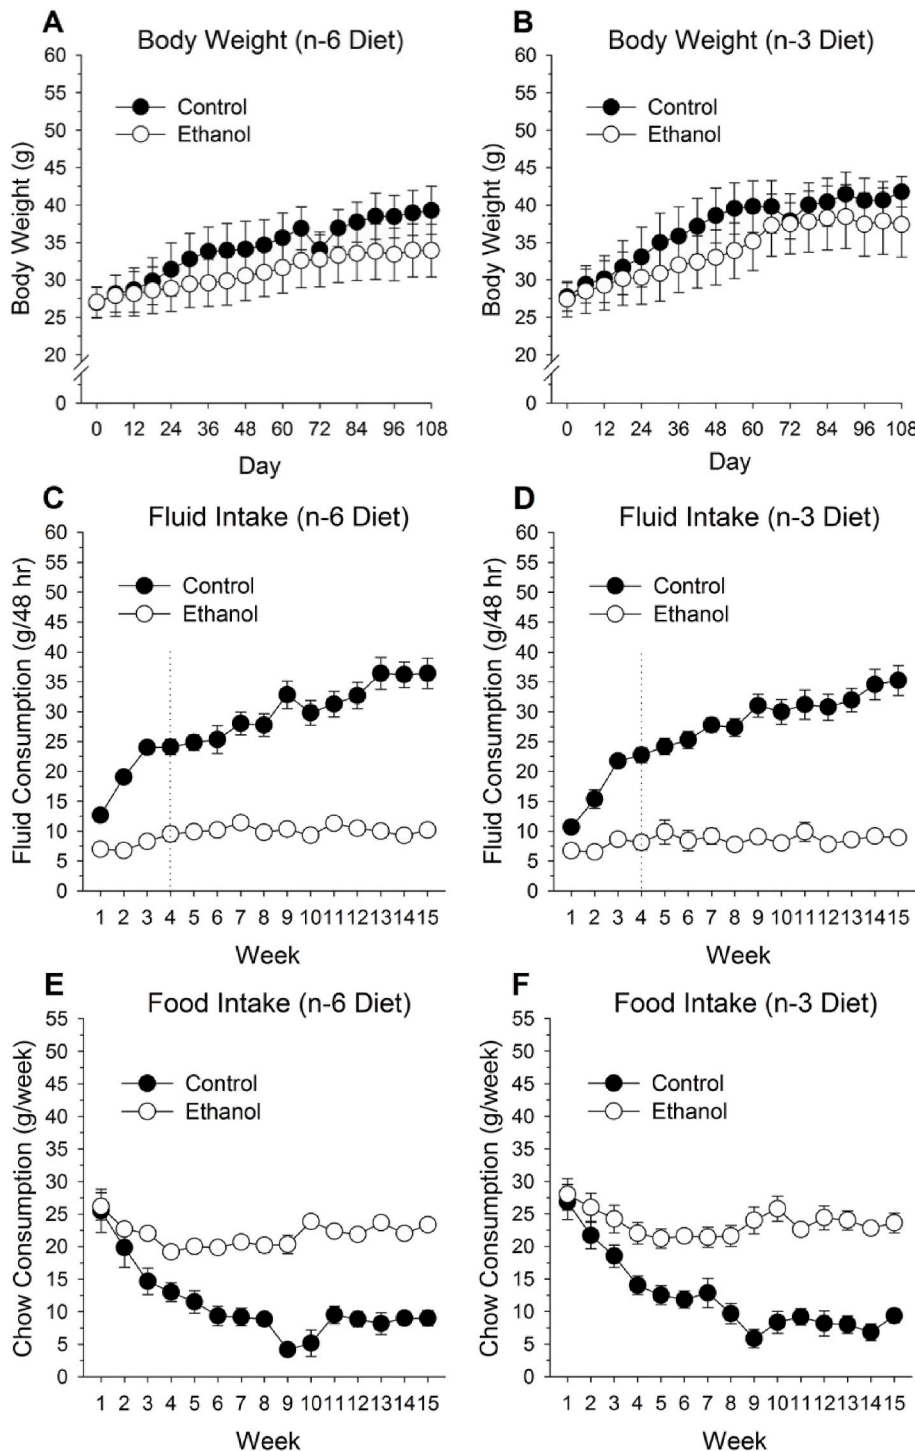 A
Body Weight (n-6 Diet)
60
55
50
45
40
35
30
25
20
0
Body Weight (g)
Control
Ethanol
0 12 24 36 48 60 72 84 96 108
Day
B
Body Weight (n-3 Diet)
60
55
50
45
40
35
30
25
20
0
Body Weight (g)
Control
Ethanol
0 12 24 36 48 60 72 84 96 108
Day
C
Fluid Intake (n-6 Diet)
60
55
50
45
40
35
30
25
20
15
10
5
0
Fluid Consumption (g/48 hr)
Control
Ethanol
1 2 3 4 5 6 7 8 9 10 11 12 13 14 15
Week
D
Fluid Intake (n-3 Diet)
60
55
50
45
40
35
30
25
20
15
10
5
0
Fluid Consumption (g/48 hr)
Control
Ethanol
1 2 3 4 5 6 7 8 9 10 11 12 13 14 15
Week
E
Food Intake (n-6 Diet)
55
50
45
40
35
30
25
20
15
10
5
0
Chow Consumption (g/week)
Control
Ethanol
1 2 3 4 5 6 7 8 9 10 11 12 13 14 15
Week
F
Food Intake (n-3 Diet)
55
50
45
40
35
30
25
20
15
10
5
0
Chow Consumption (g/week)
Control
Ethanol
1 2 3 4 5 6 7 8 9 10 11 12 13 14 15
Week